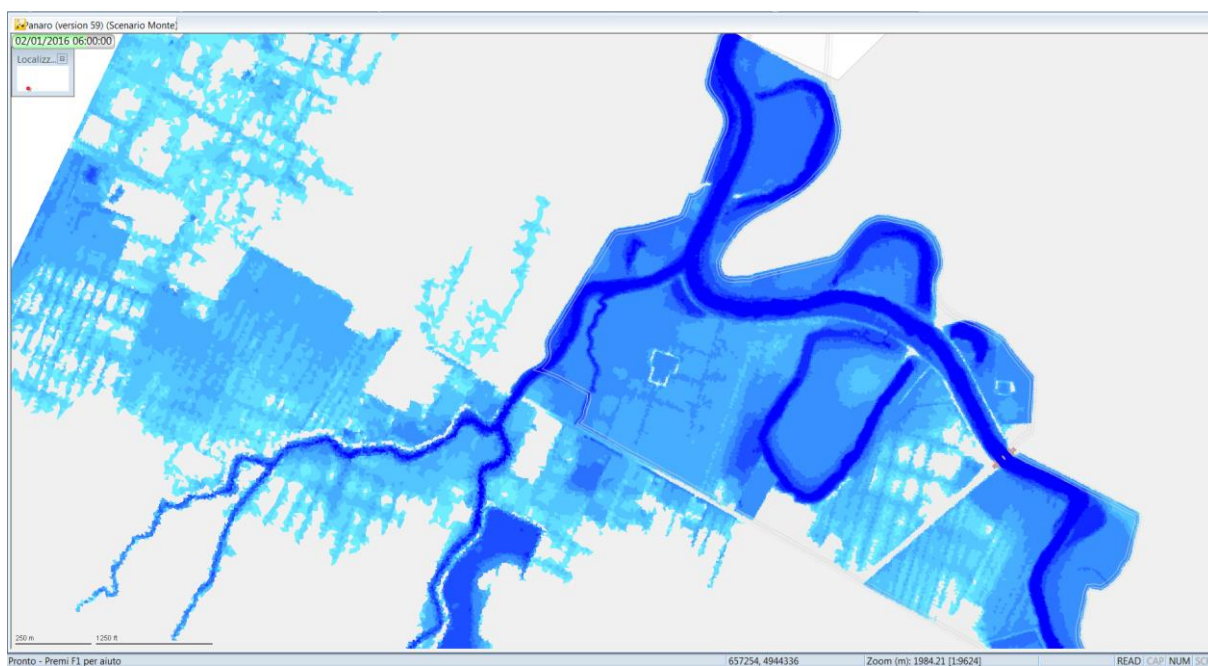 Panaro (version 59) (Scenario Monte)
02/01/2016 06:00:00
Localizz...
250 m 1250 ft
Pronto - Premi F1 per aiuto 657254, 4944336 Zoom (m): 1984.21 [1:9624] READ CAP NUM SCR